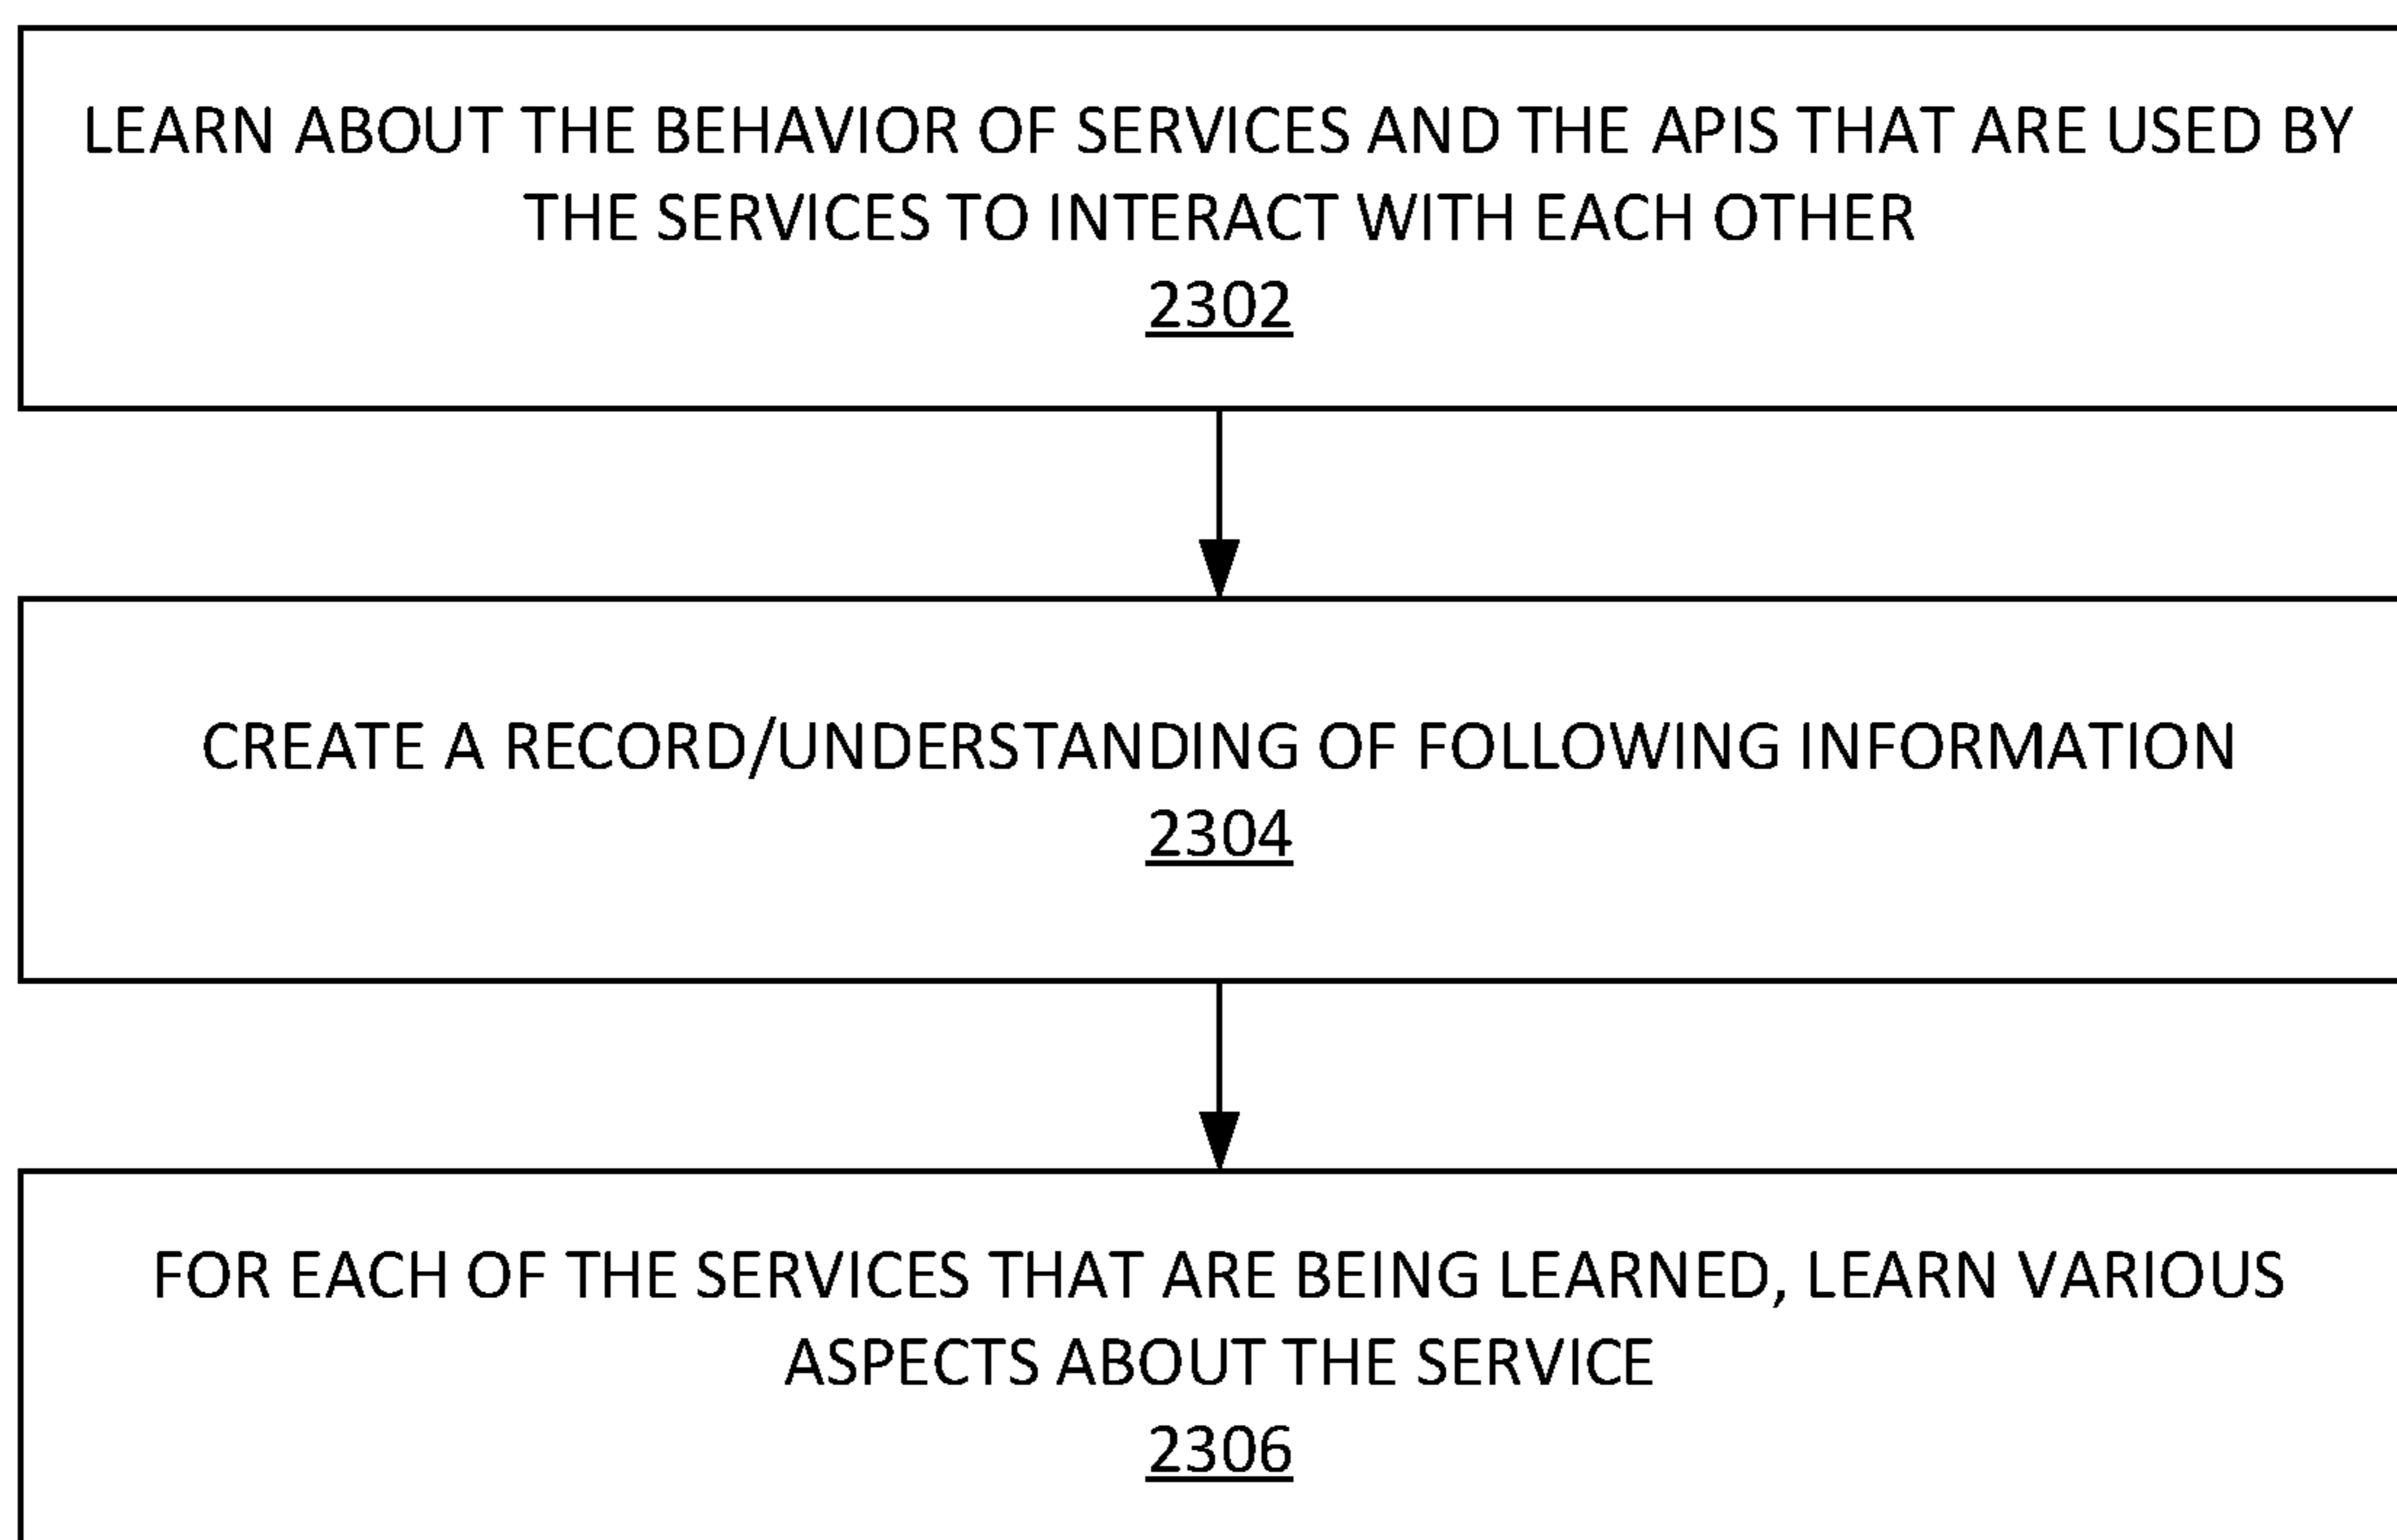 LEARN ABOUT THE BEHAVIOR OF SERVICES AND THE APIS THAT ARE USED BY
THE SERVICES TO INTERACT WITH EACH OTHER
2302
CREATE A RECORD/UNDERSTANDING OF FOLLOWING INFORMATION
2304
FOR EACH OF THE SERVICES THAT ARE BEING LEARNED, LEARN VARIOUS
ASPECTS ABOUT THE SERVICE
2306